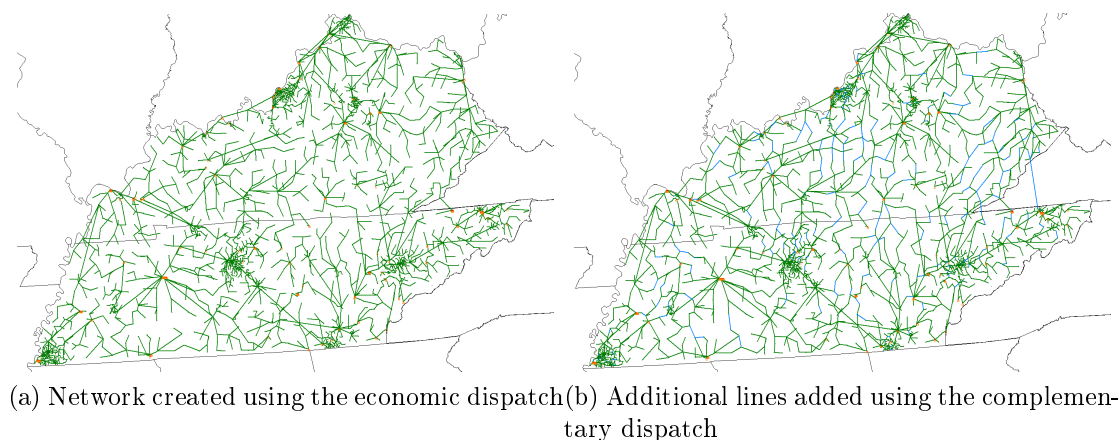 (a) Network created using the economic dispatch
(b) Additional lines added using the complemen-
tary dispatch